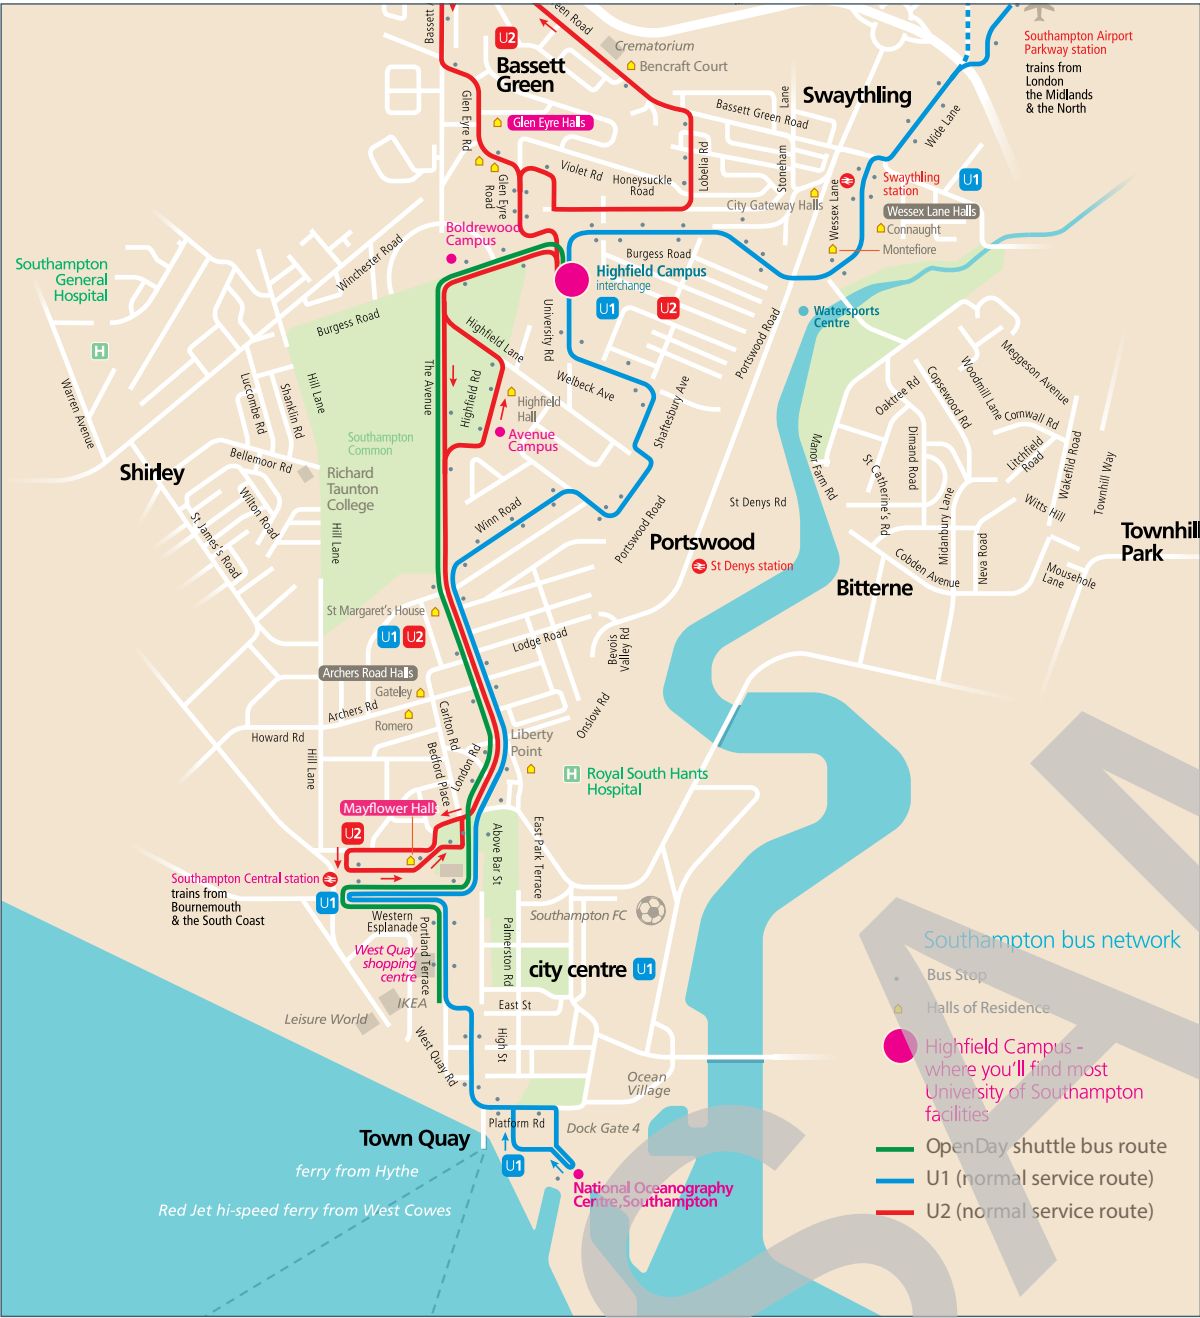 Bassett
een Road
U2
Crematorium
Bencraft Court
Bassett
Green
Southampton Airport
Parkway station
trains from
London
the Midlands
& the North
Swaythling
Lane
Bassett Green Road
Wide Lane
Glen Eyre Rd
Glen Eyre Halls
Violet Rd
Honeysuckle
Road
Lobelia Rd
Stoneham
Swaythling
station
U1
Glen Eyre
Road
City Gateway Halls
Wessex Lane
Wessex Lane Halls
Connaught
Montefiore
Boldrewood
Campus
Winchester Road
Burgess Road
Southampton
General
Hospital
H
Highfield Campus
interchange
U1
U2
Burgess Road
University Rd
Highfield Lane
Watersports
Centre
Portswood Road
The Avenue
Highfield Rd
Welbeck Ave
Highfield
Hall
Avenue
Campus
Shaftesbury Ave
Meggeson Avenue
Woodmill Lane
Copsewood Rd
Oaktree Rd
Cornwall Rd
Warren Avenue
Luccombe Rd
Shanklin Rd
Hill Lane
Southampton
Common
Shirley
Bellemoor Rd
Richard
Taunton
College
Wilton Road
St James's Road
Hill Lane
Winn Road
Portswood Road
St Denys Rd
Portswood
St Denys station
Manor Farm Rd
St Catherine's Rd
Dimand Road
Midanbury Lane
Litchfield
Road
Wakefild Road
Townhill Way
Witts Hill
Neva Road
Cobden Avenue
Mousehole
Lane
Townhill
Park
Bitterne
St Margaret's House
U1
U2
Lodge Road
Bevois
Valley Rd
Archers Road Halls
Gateley
Archers Rd
Romero
Howard Rd
Hill Lane
Carlton Rd
Bedford Place
London Rd
Liberty
Point
Onslow Rd
H
Royal South Hants
Hospital
Mayflower Halls
U2
Above Bar St
East Park Terrace
Southampton Central station
trains from
Bournemouth
& the South Coast
U1
Western
Esplanade
Portland Terrace
Palmerston Rd
Southampton FC
West Quay
shopping
centre
city centre
U1
IKEA
Leisure World
East St
West Quay Rd
High St
Ocean
Village
Platform Rd
Dock Gate 4
Town Quay
U1
ferry from Hythe
Red Jet hi-speed ferry from West Cowes
National Oceanography
Centre, Southampton
Southampton bus network
Bus Stop
Halls of Residence
Highfield Campus -
where you'll find most
University of Southampton
facilities
Open Day shuttle bus route
U1 (normal service route)
U2 (normal service route)